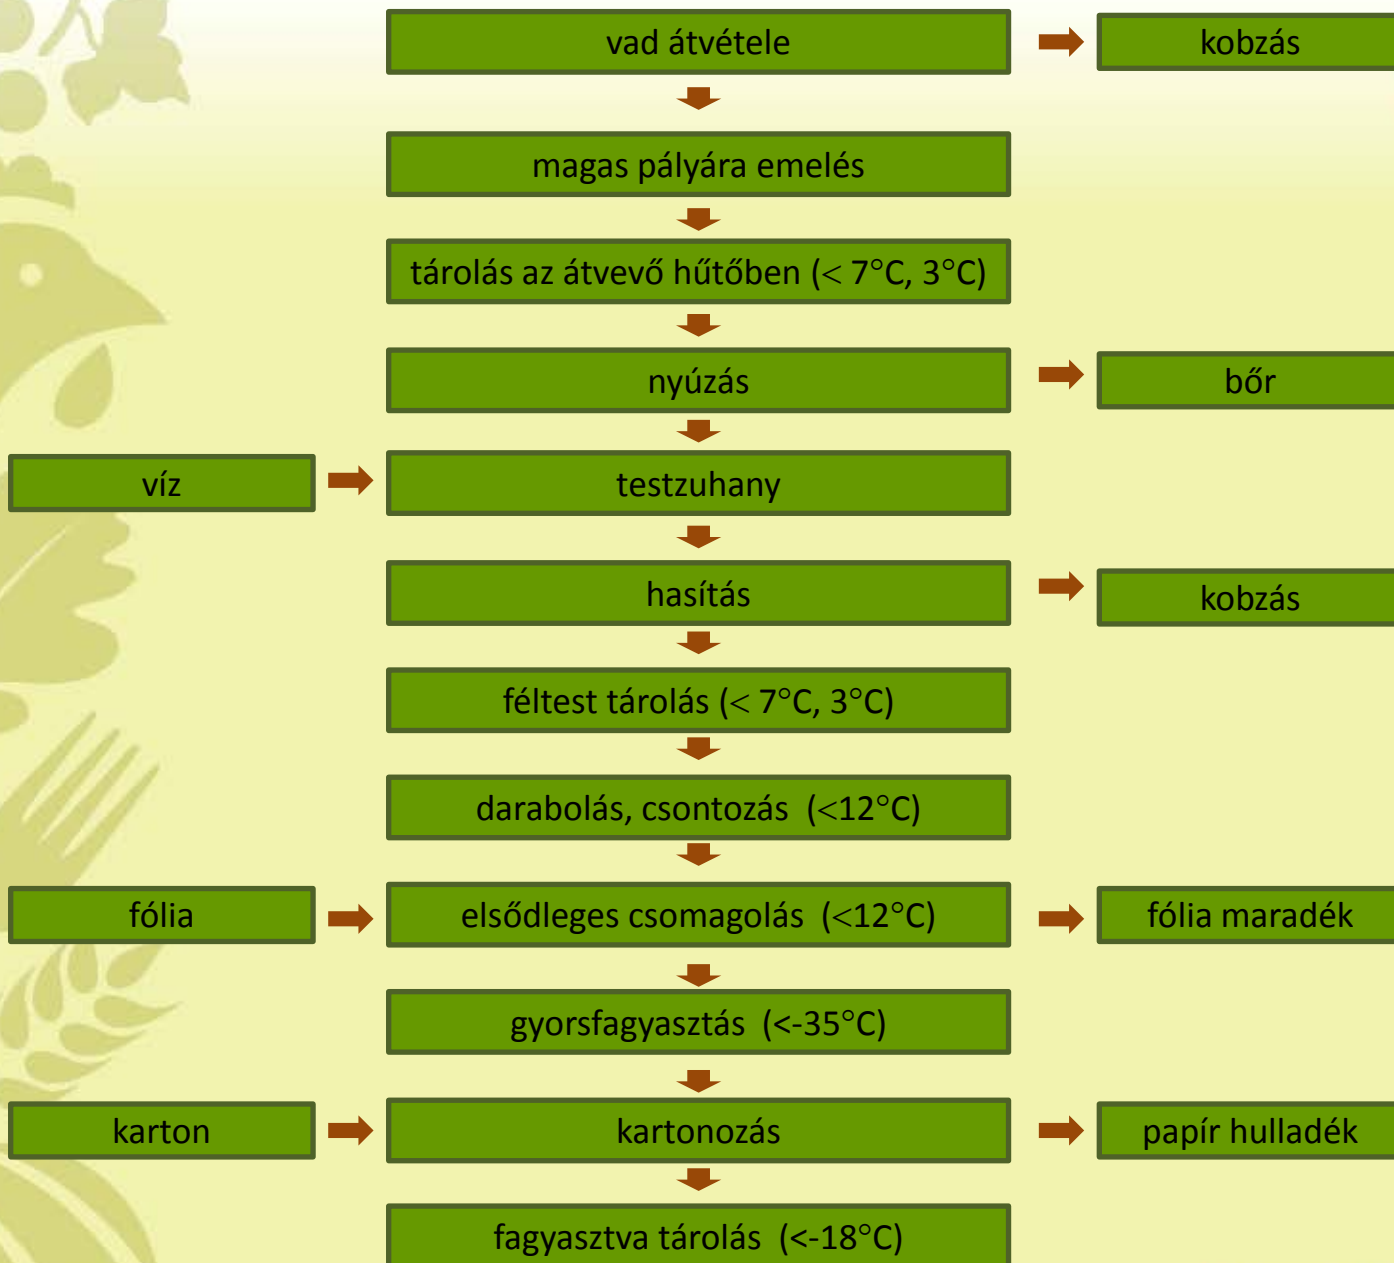 vad átvétele
kobzás
magas pályára emelés
tárolás az átvevő hűtőben (< 7°C, 3°C)
nyúzás
bőr
víz
testzuhany
hasítás
kobzás
féltest tárolás (< 7°C, 3°C)
darabolás, csontozás (<12°C)
fólia
elsődleges csomagolás (<12°C)
fólia maradék
gyorsfagyasztás (<-35°C)
karton
kartonozás
papír hulladék
fagyasztva tárolás (<-18°C)